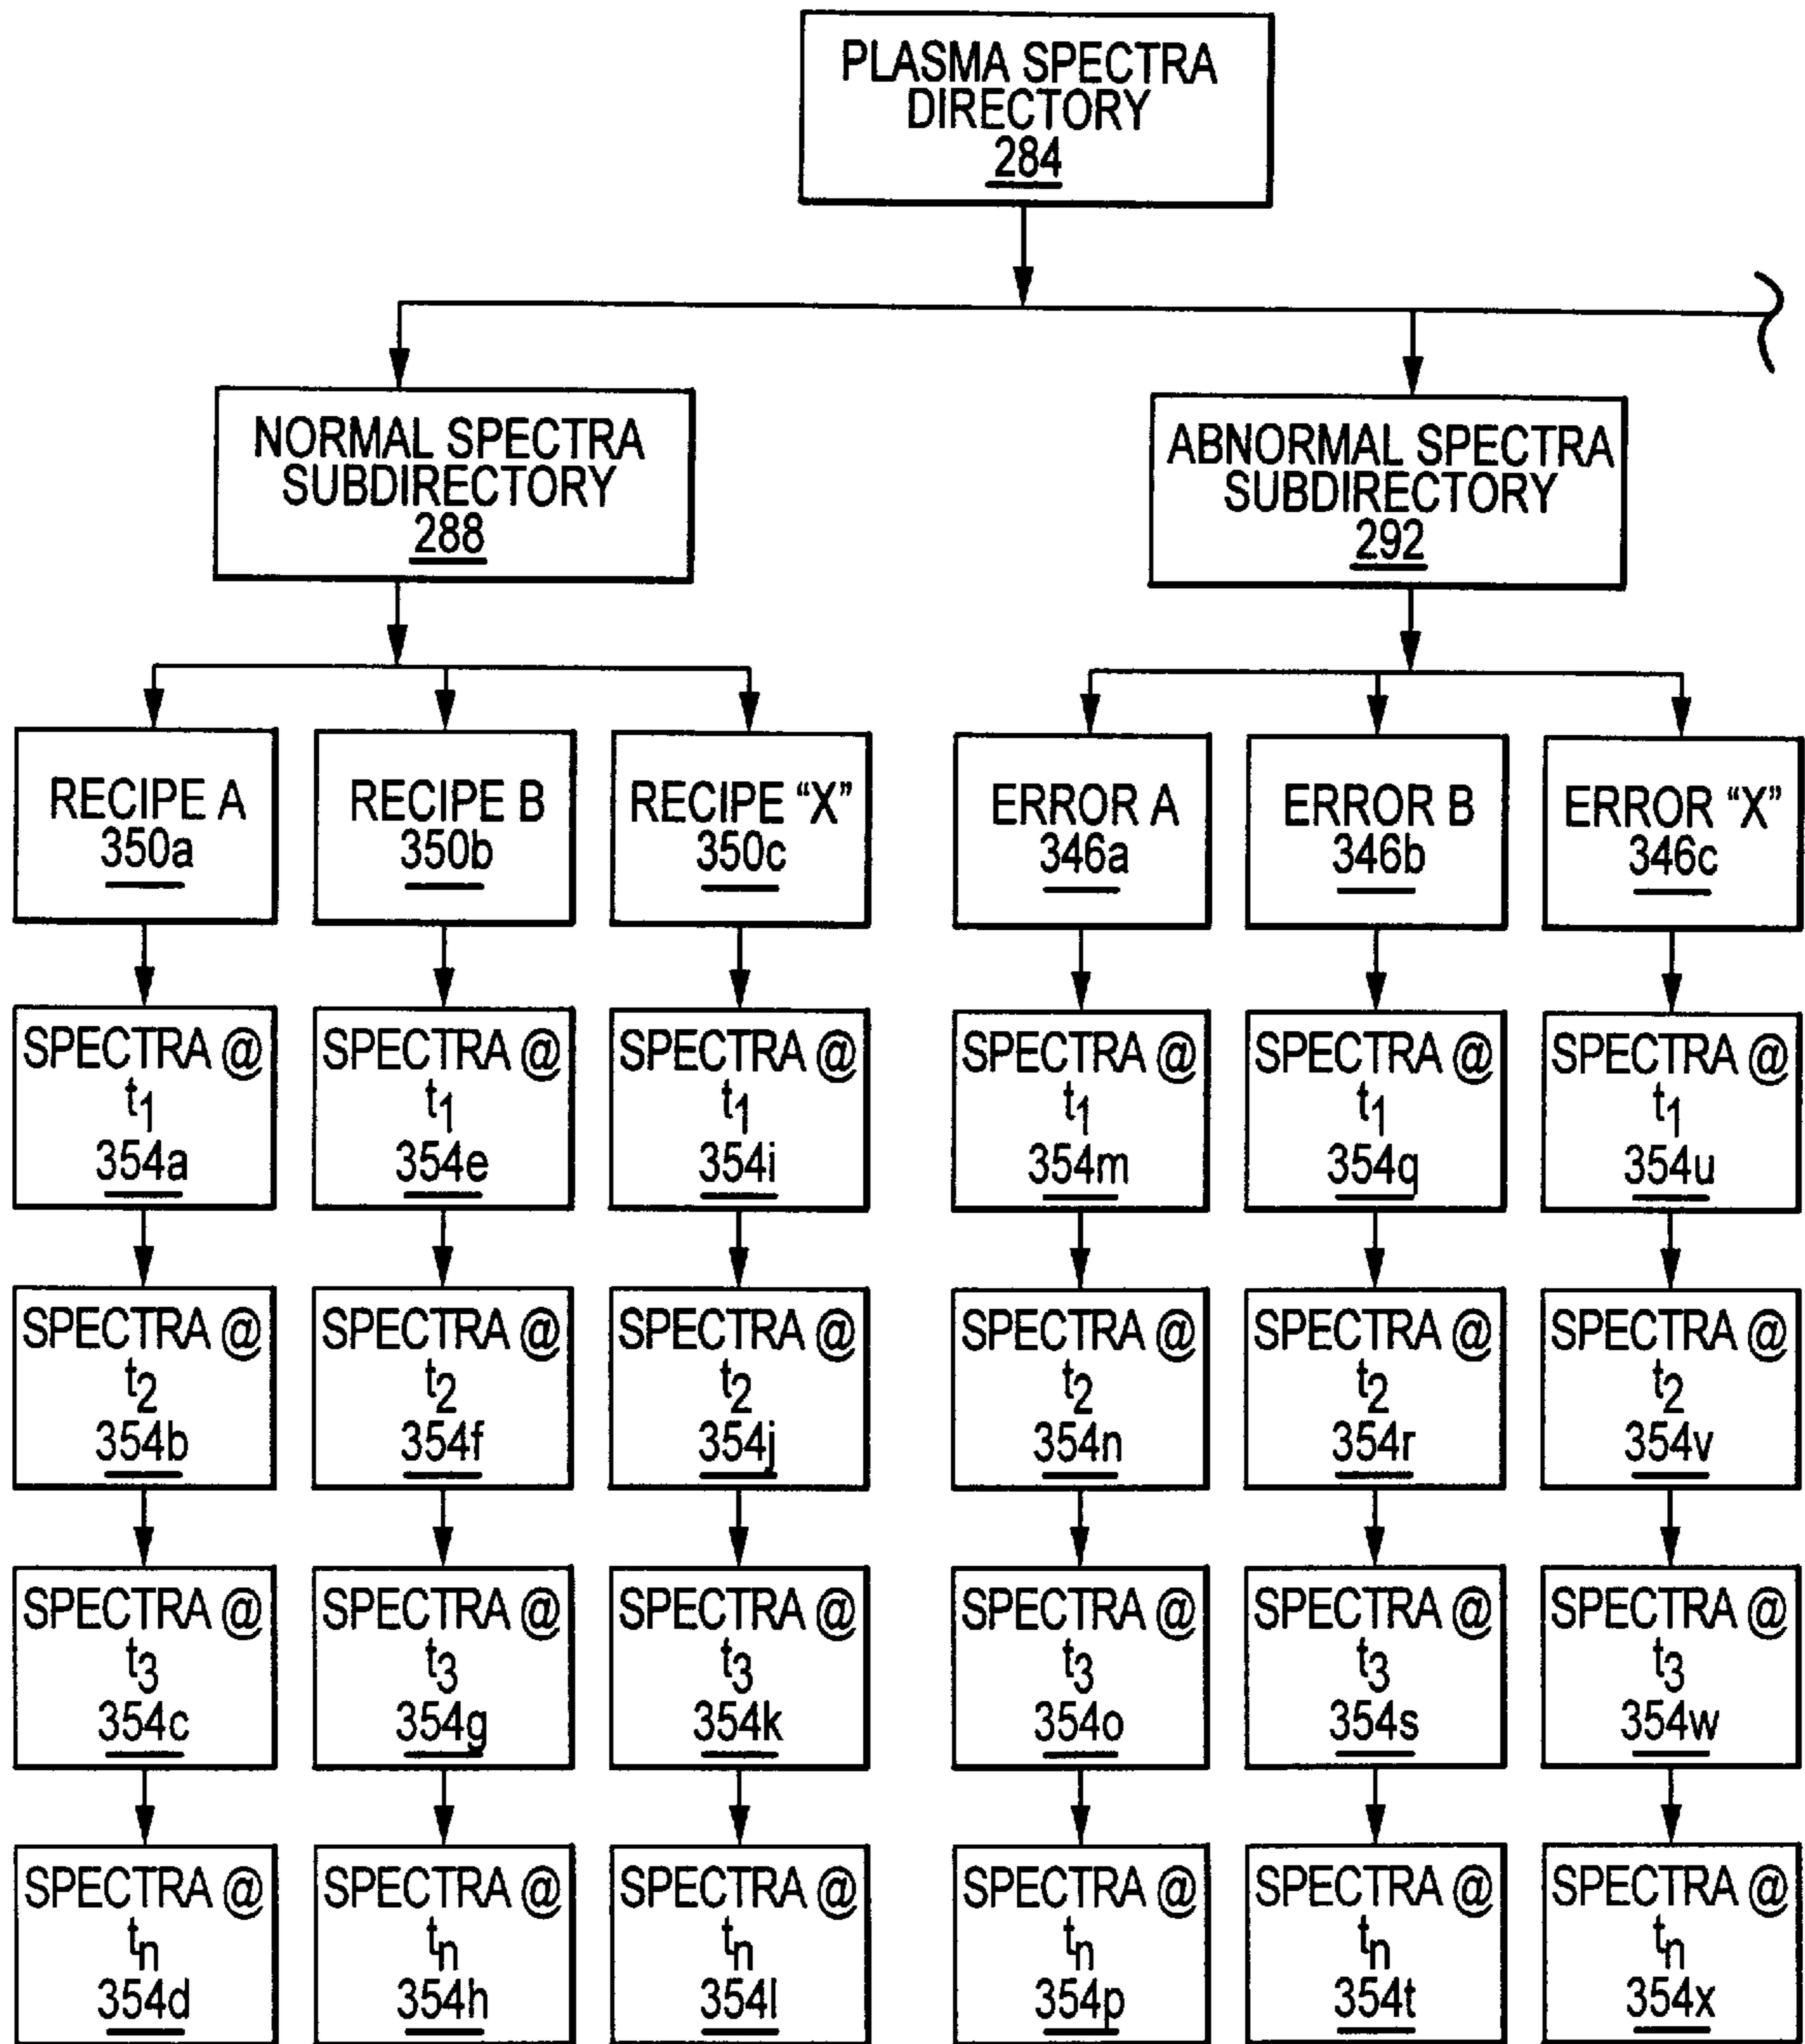 PLASMA SPECTRA
DIRECTORY
284
NORMAL SPECTRA
SUBDIRECTORY
288
ABNORMAL SPECTRA
SUBDIRECTORY
292
RECIPE A
350a
RECIPE B
350b
RECIPE “X”
350c
ERROR A
346a
ERROR B
346b
ERROR “X”
346c
SPECTRA @
t1
354a
SPECTRA @
t1
354e
SPECTRA @
t1
354i
SPECTRA @
t1
354m
SPECTRA @
t1
354q
SPECTRA @
t1
354u
SPECTRA @
t2
354b
SPECTRA @
t2
354f
SPECTRA @
t2
354j
SPECTRA @
t2
354n
SPECTRA @
t2
354r
SPECTRA @
t2
354v
SPECTRA @
t3
354c
SPECTRA @
t3
354g
SPECTRA @
t3
354k
SPECTRA @
t3
354o
SPECTRA @
t3
354s
SPECTRA @
t3
354w
SPECTRA @
tn
354d
SPECTRA @
tn
354h
SPECTRA @
tn
354l
SPECTRA @
tn
354p
SPECTRA @
tn
354t
SPECTRA @
tn
354x